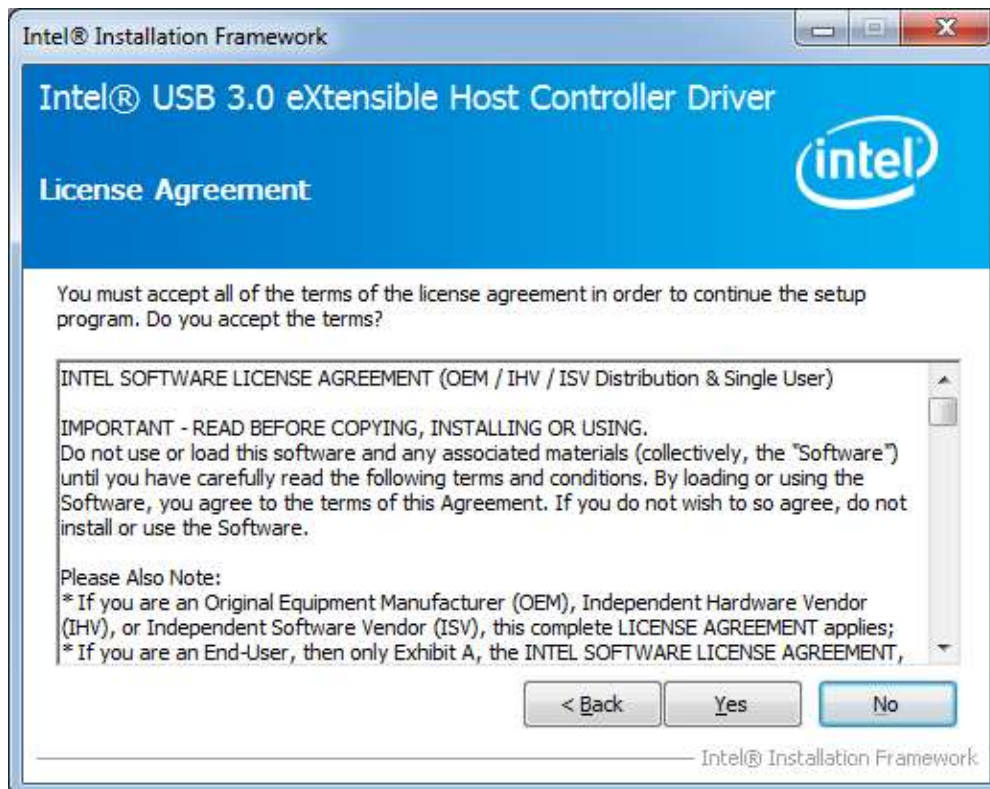 Intel® Installation Framework
Intel® USB 3.0 eXtensible Host Controller Driver
intel
License Agreement
You must accept all of the terms of the license agreement in order to continue the setup
program. Do you accept the terms?
INTEL SOFTWARE LICENSE AGREEMENT (OEM / IHV / ISV Distribution & Single User)
IMPORTANT - READ BEFORE COPYING, INSTALLING OR USING.
Do not use or load this software and any associated materials (collectively, the "Software")
until you have carefully read the following terms and conditions. By loading or using the
Software, you agree to the terms of this Agreement. If you do not wish to so agree, do not
install or use the Software.
Please Also Note:
* If you are an Original Equipment Manufacturer (OEM), Independent Hardware Vendor
(IHV), or Independent Software Vendor (ISV), this complete LICENSE AGREEMENT applies;
* If you are an End-User, then only Exhibit A, the INTEL SOFTWARE LICENSE AGREEMENT,
< Back Yes No
Intel® Installation Framework